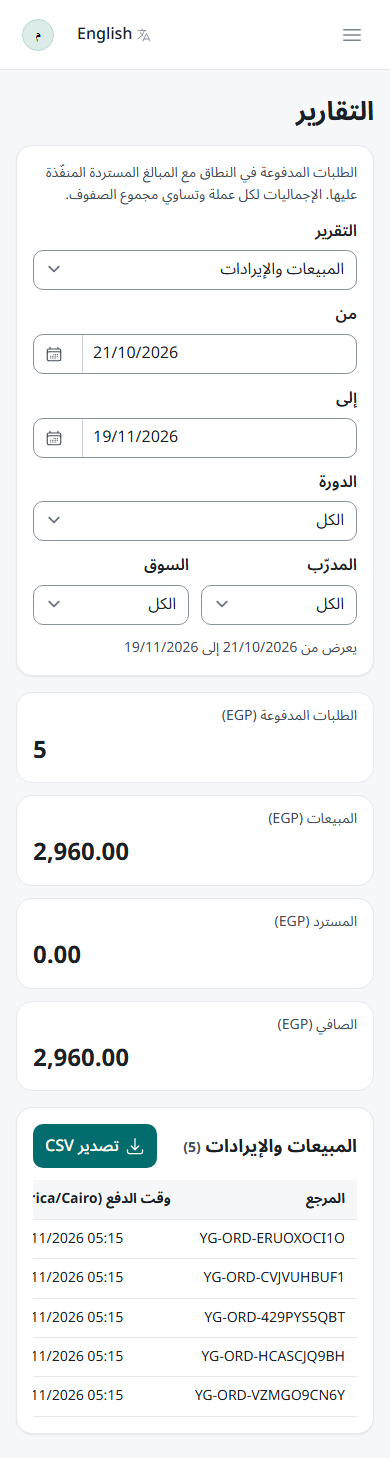 English
م
التقارير
الطلبات المدفوعة في النطاق مع المبالغ المستردة المنفّذة
عليها. الإجماليات لكل عملة وتساوي مجموع الصفوف.
التقرير
المبيعات والإيرادات
من
21/10/2026
إلى
19/11/2026
الدورة
الكل
المدرّب السوق
الكل الكل
يعرض من 21/10/2026 إلى 19/11/2026
الطلبات المدفوعة (EGP)
5
المبيعات (EGP)
2,960.00
المسترد (EGP)
0.00
الصافي (EGP)
2,960.00
المبيعات والإيرادات (5) تصدير CSV
المرجع وقت الدفع (rica/Cairo
YG-ORD-ERUOXOCI1O 11/2026 05:15
YG-ORD-CVJVUHBUF1 11/2026 05:15
YG-ORD-429PYS5QBT 11/2026 05:15
YG-ORD-HCASCJQ9BH 11/2026 05:15
YG-ORD-VZMGO9CN6Y 11/2026 05:15